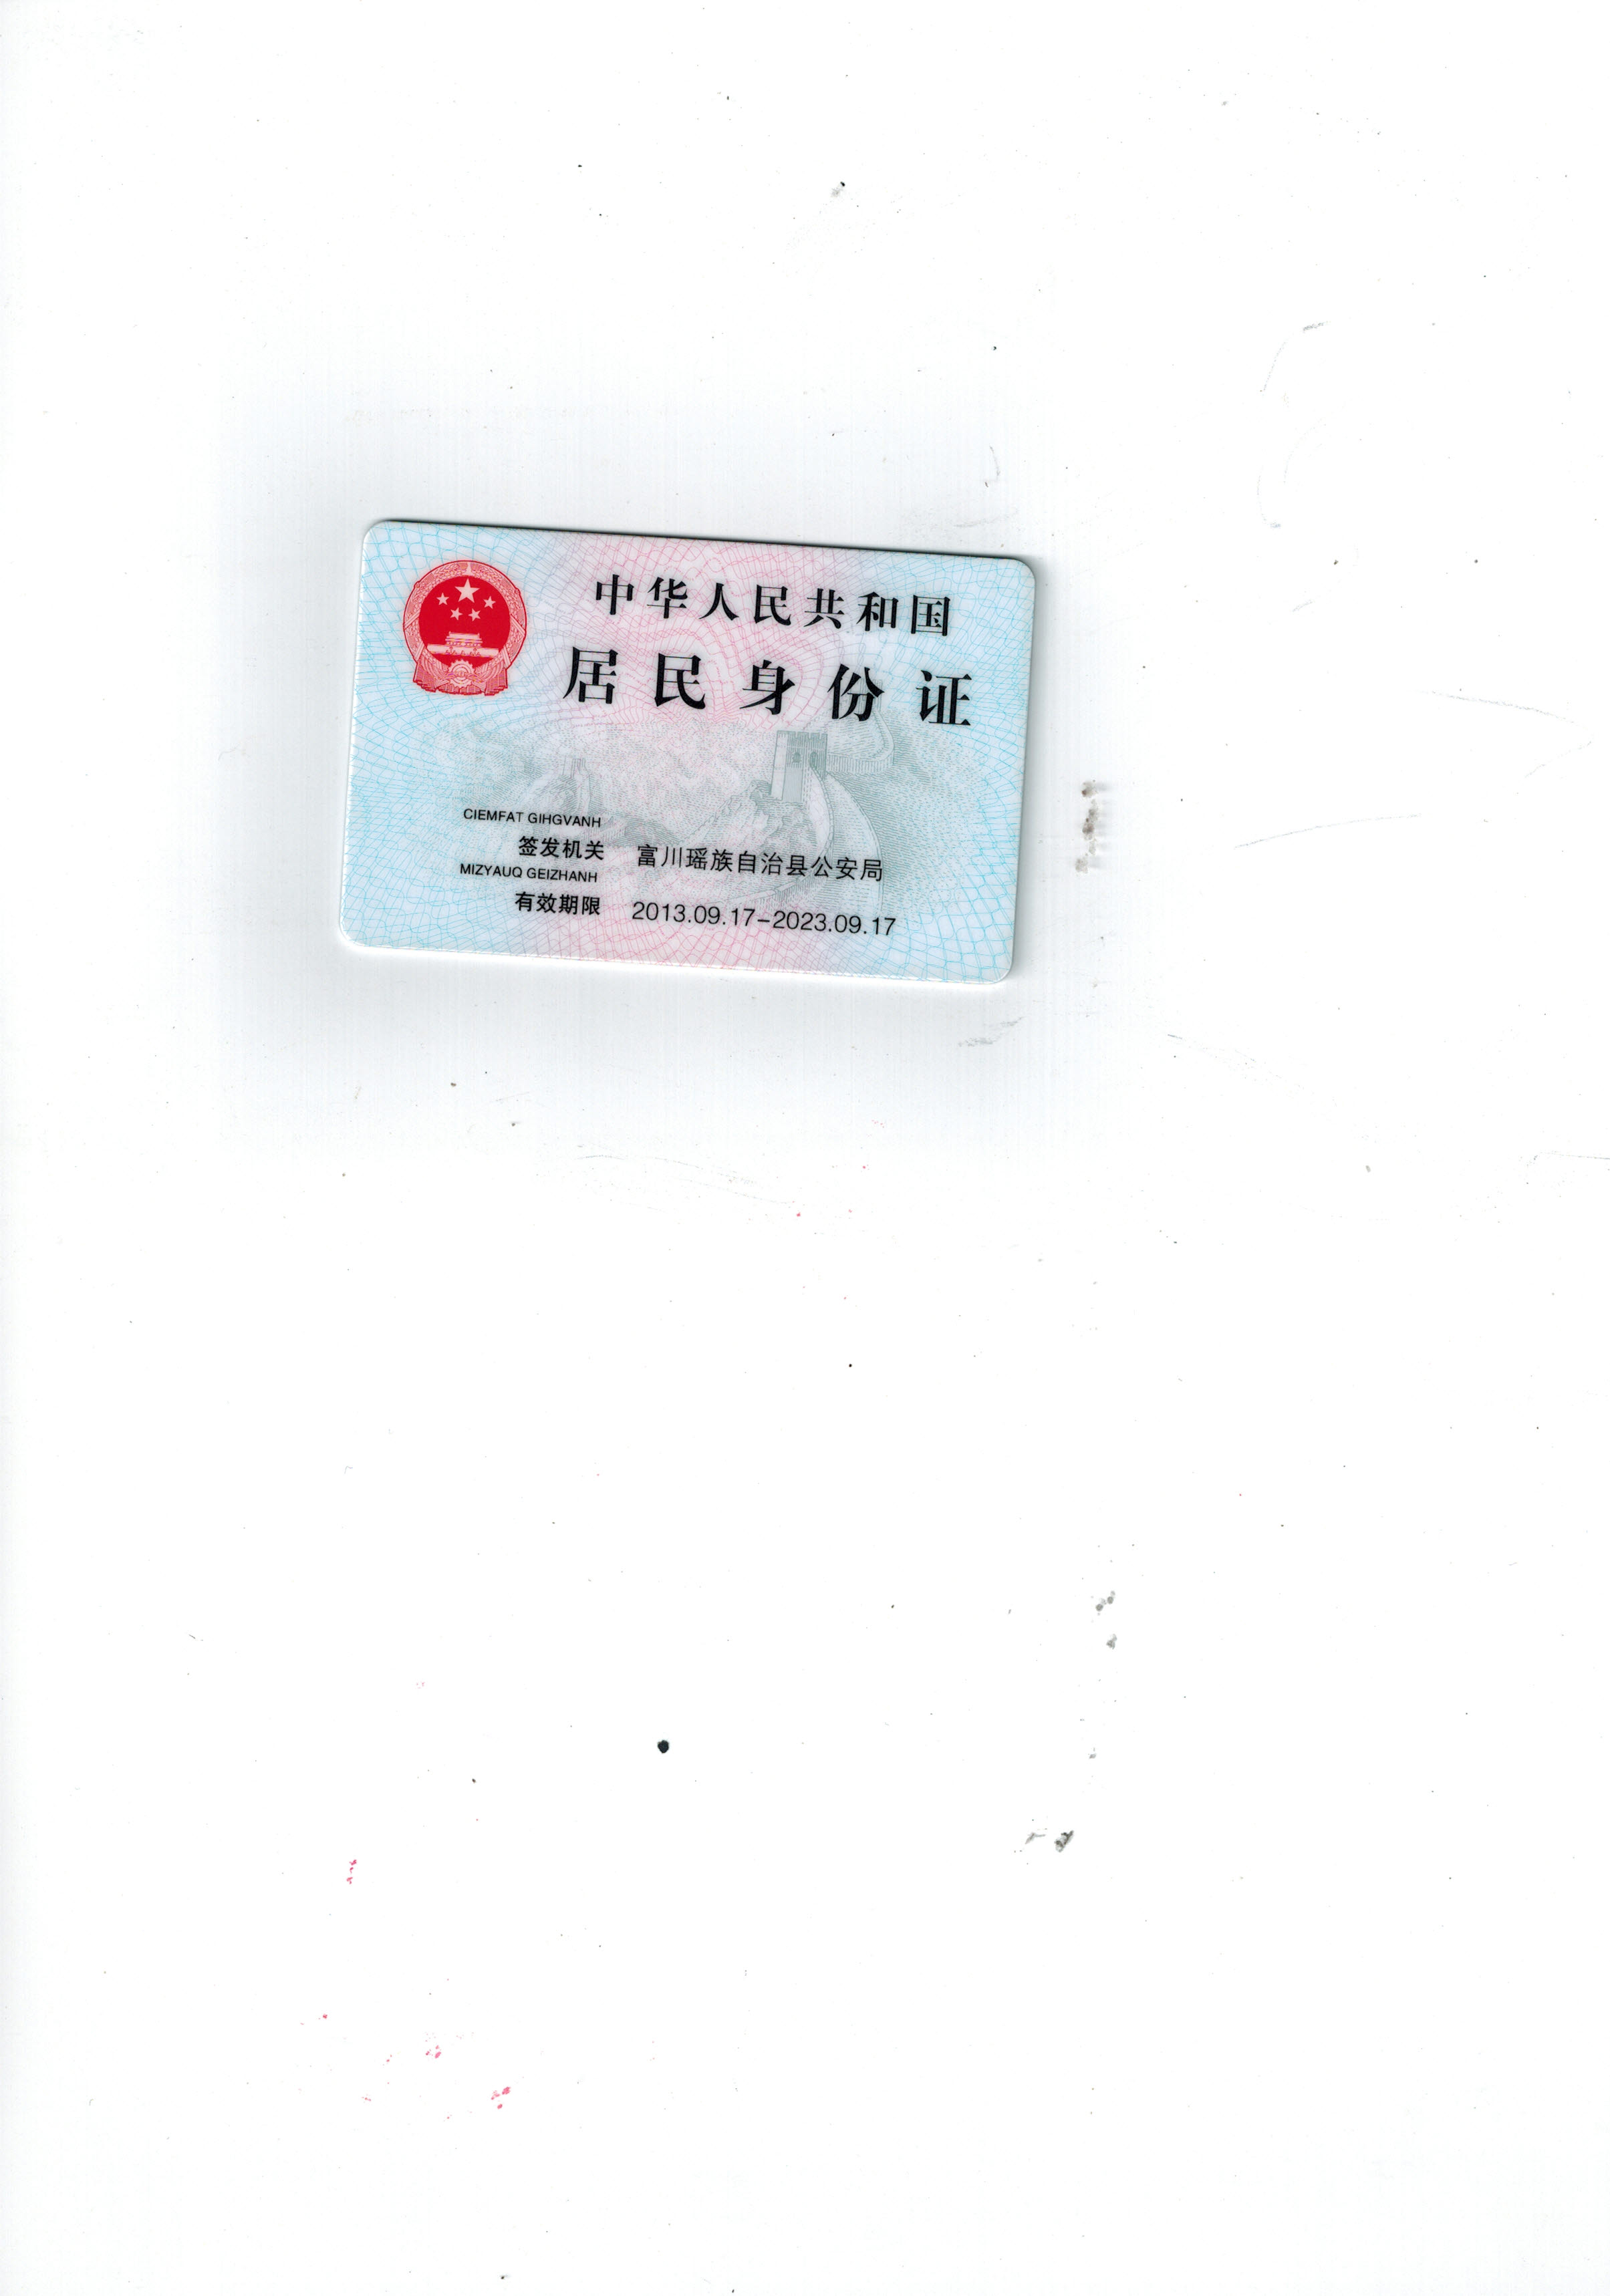 中华人民共和国
居民身份证
CIEMFAT GIHGVANH
签发机关 富川瑶族自治县公安局
MIZYAUQ GEIZHANH
有效期限 2013.09.17-2023.09.17